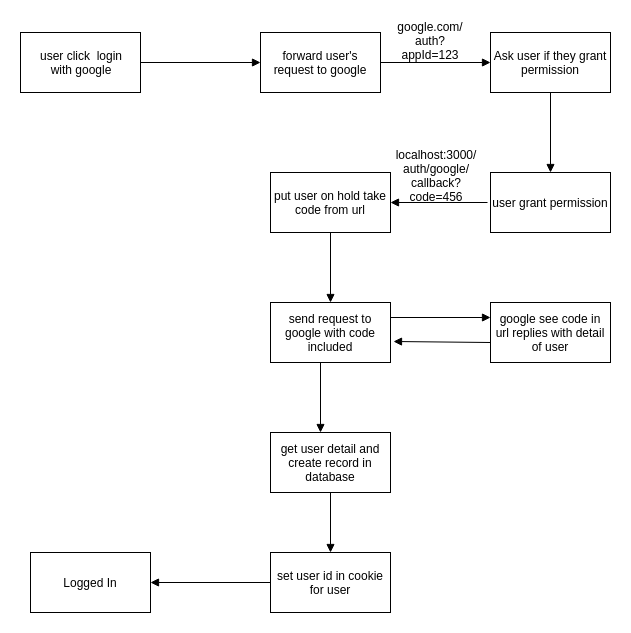 user click  login
with google
forward user's
request to google
google.com/
auth?
appId=123
Ask user if they grant
permission
localhost:3000/
auth/google/
callback?
code=456
put user on hold take
code from url
user grant permission
send request to
google with code
included
google see code in
url replies with detail
of user
get user detail and
create record in
database
Logged In
set user id in cookie
for user